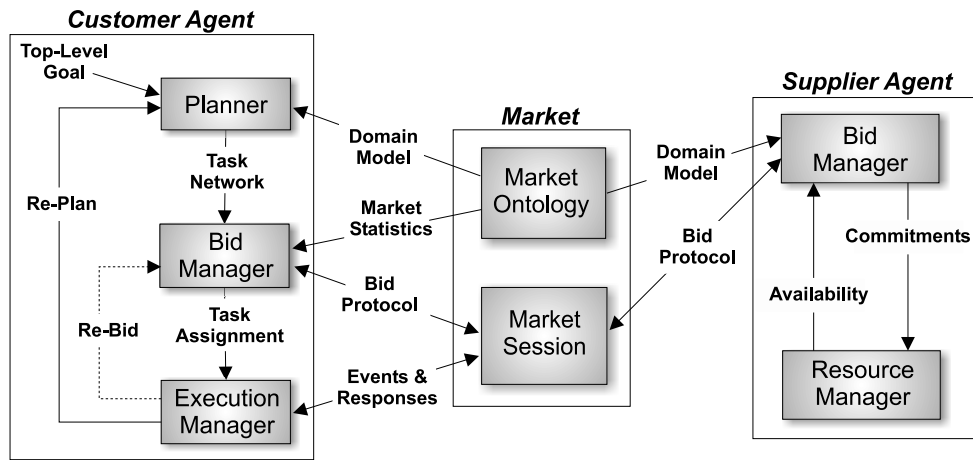 Customer Agent
Top-Level
Goal
Planner
Task
Network
Re-Plan
Bid
Manager
Re-Bid
Task
Assignment
Execution
Manager
Domain
Model
Market
Statistics
Bid
Protocol
Events &
Responses
Market
Market
Ontology
Market
Session
Domain
Model
Bid
Protocol
Supplier Agent
Bid
Manager
Commitments
Availability
Resource
Manager